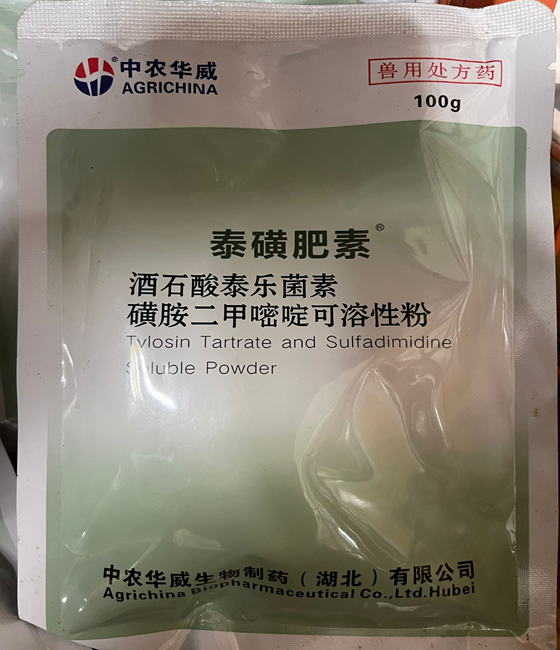 中农华威®
AGRICHINA
兽用处方药
100g
泰磺肥素®
酒石酸泰乐菌素
磺胺二甲嘧啶可溶性粉
Tylosin Tartrate and Sulfadimidine
Soluble Powder
中农华威生物制药（湖北）有限公司
Agrichina Biopharmaceutical Co.,Ltd.Hubei